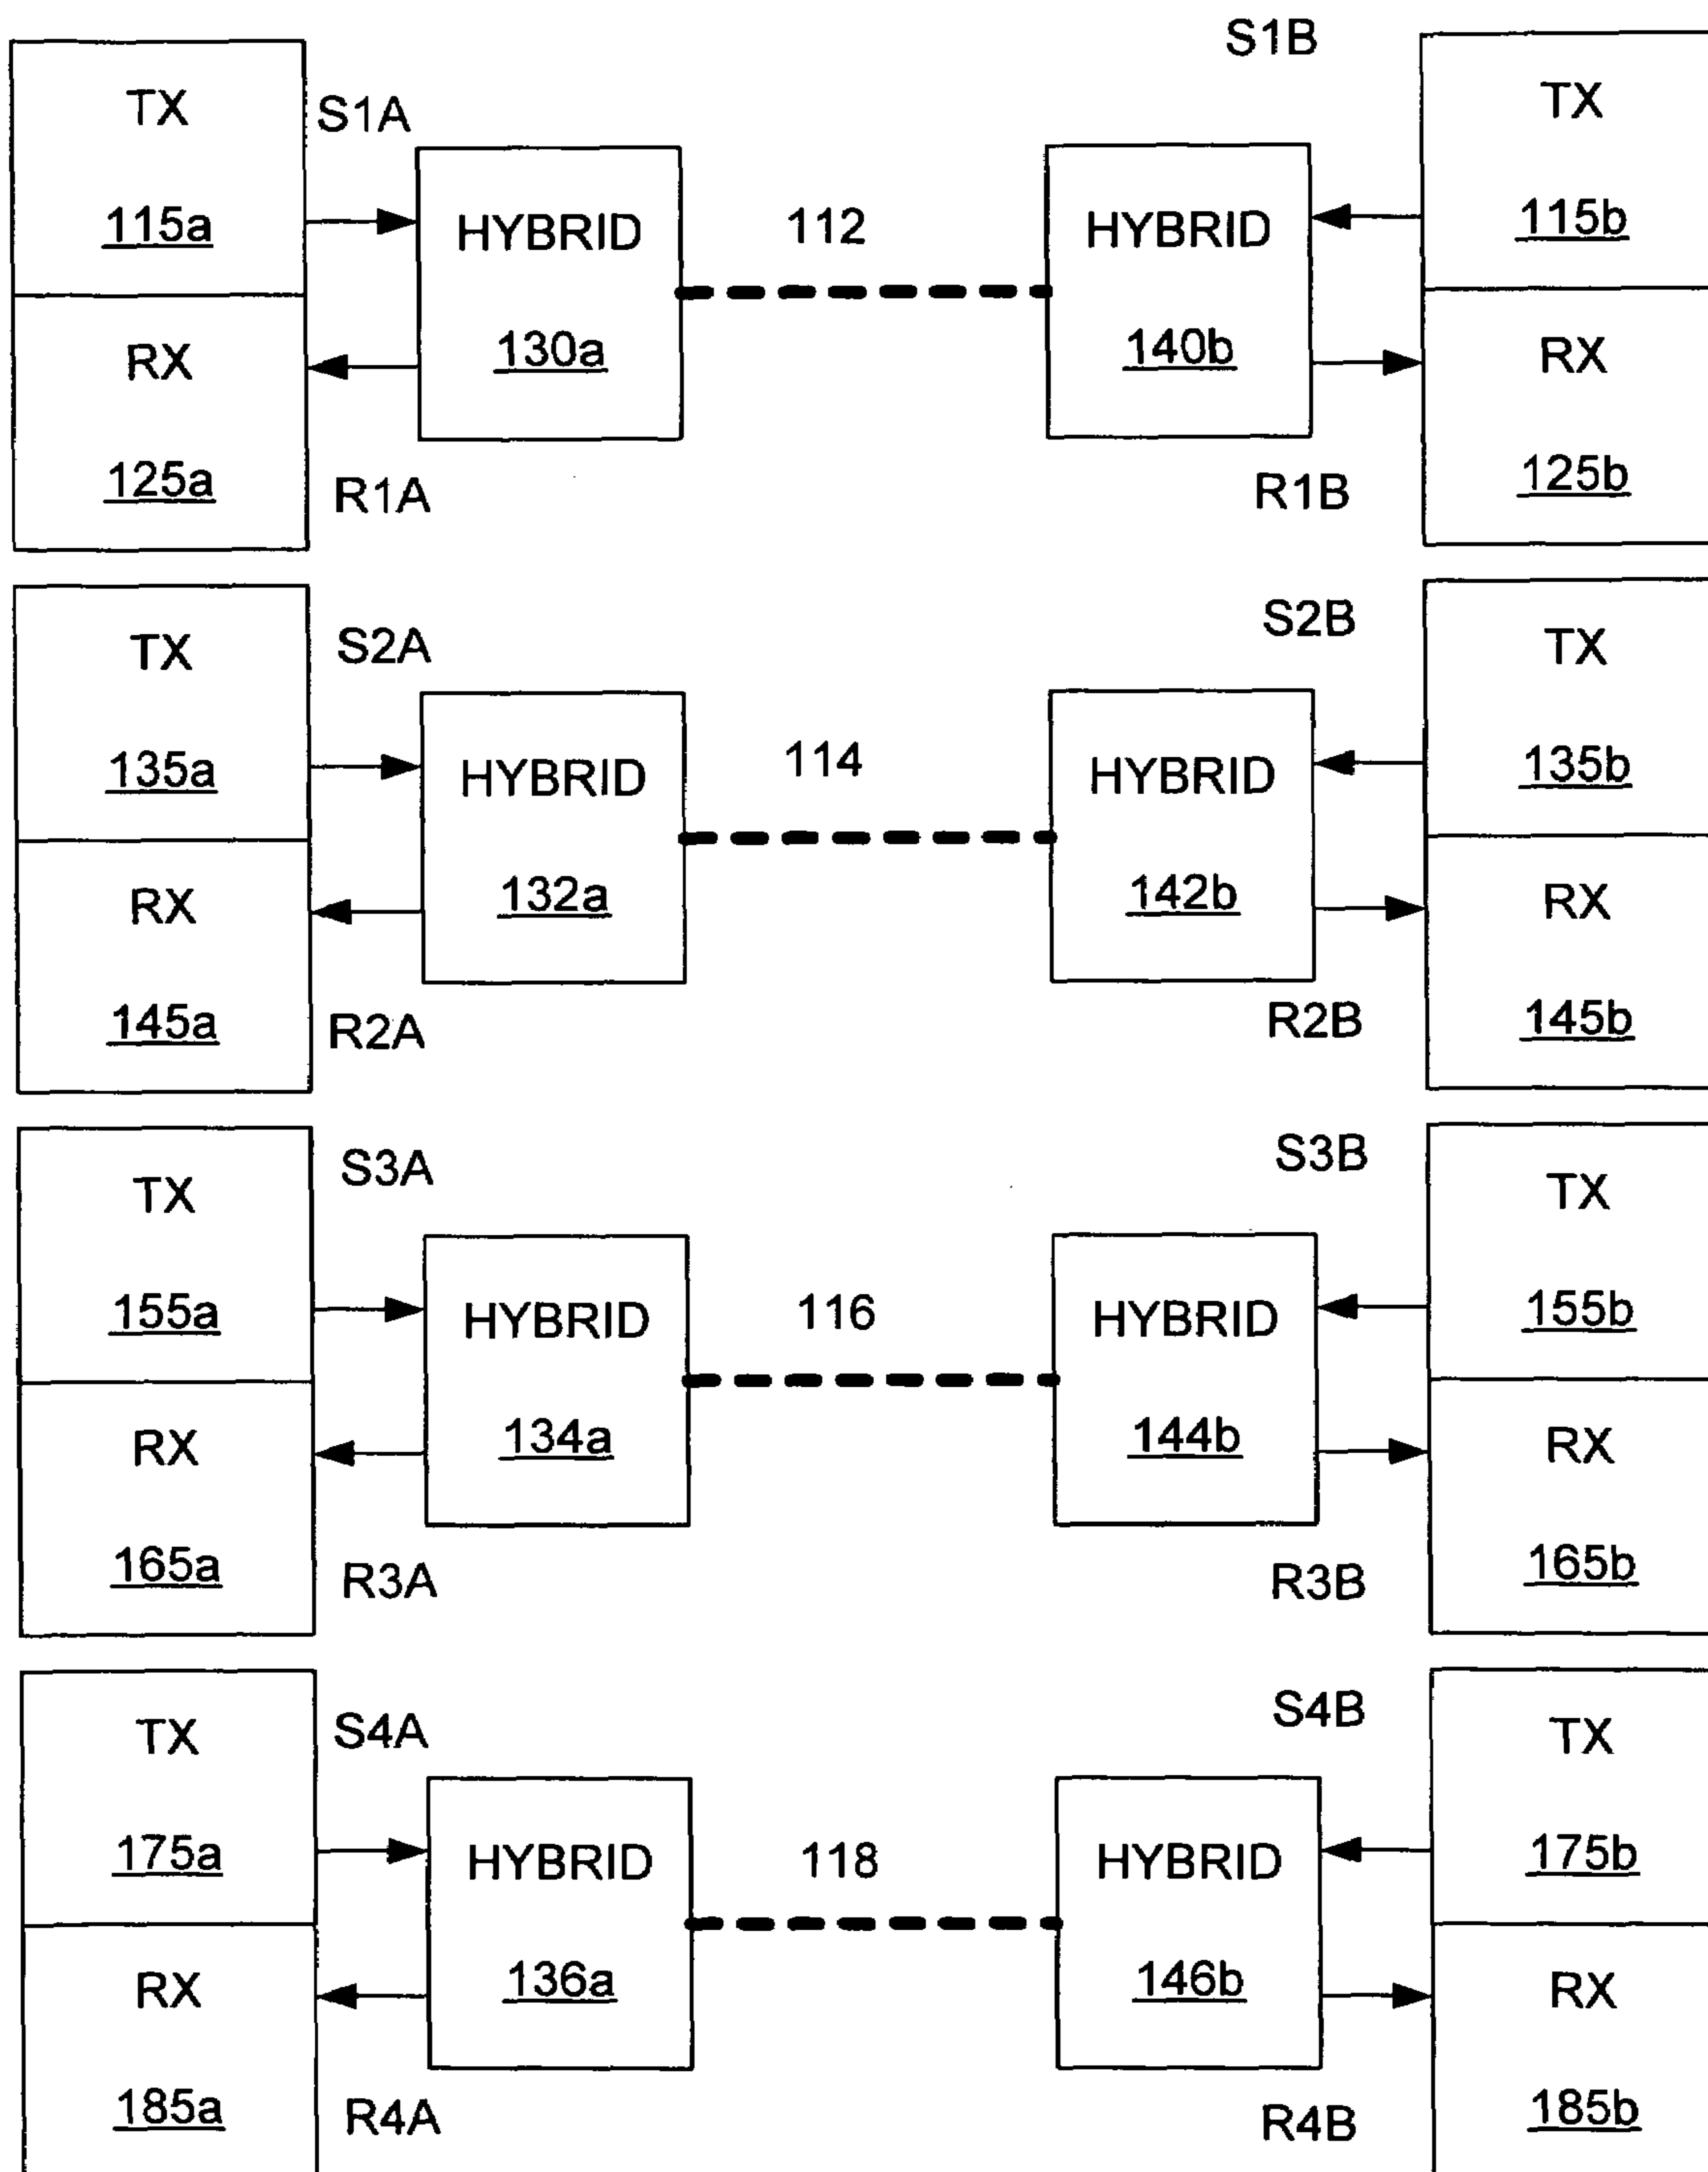 S1B
TX
S1A
TX
115a
HYBRID
112
HYBRID
115b
RX
130a
140b
RX
125a
R1A
R1B
125b
TX
S2A
S2B
TX
135a
HYBRID
114
HYBRID
135b
RX
132a
142b
RX
145a
R2A
R2B
145b
TX
S3A
S3B
TX
155a
HYBRID
116
HYBRID
155b
RX
134a
144b
RX
165a
R3A
R3B
165b
TX
S4A
S4B
TX
175a
HYBRID
118
HYBRID
175b
RX
136a
146b
RX
185a
R4A
R4B
185b